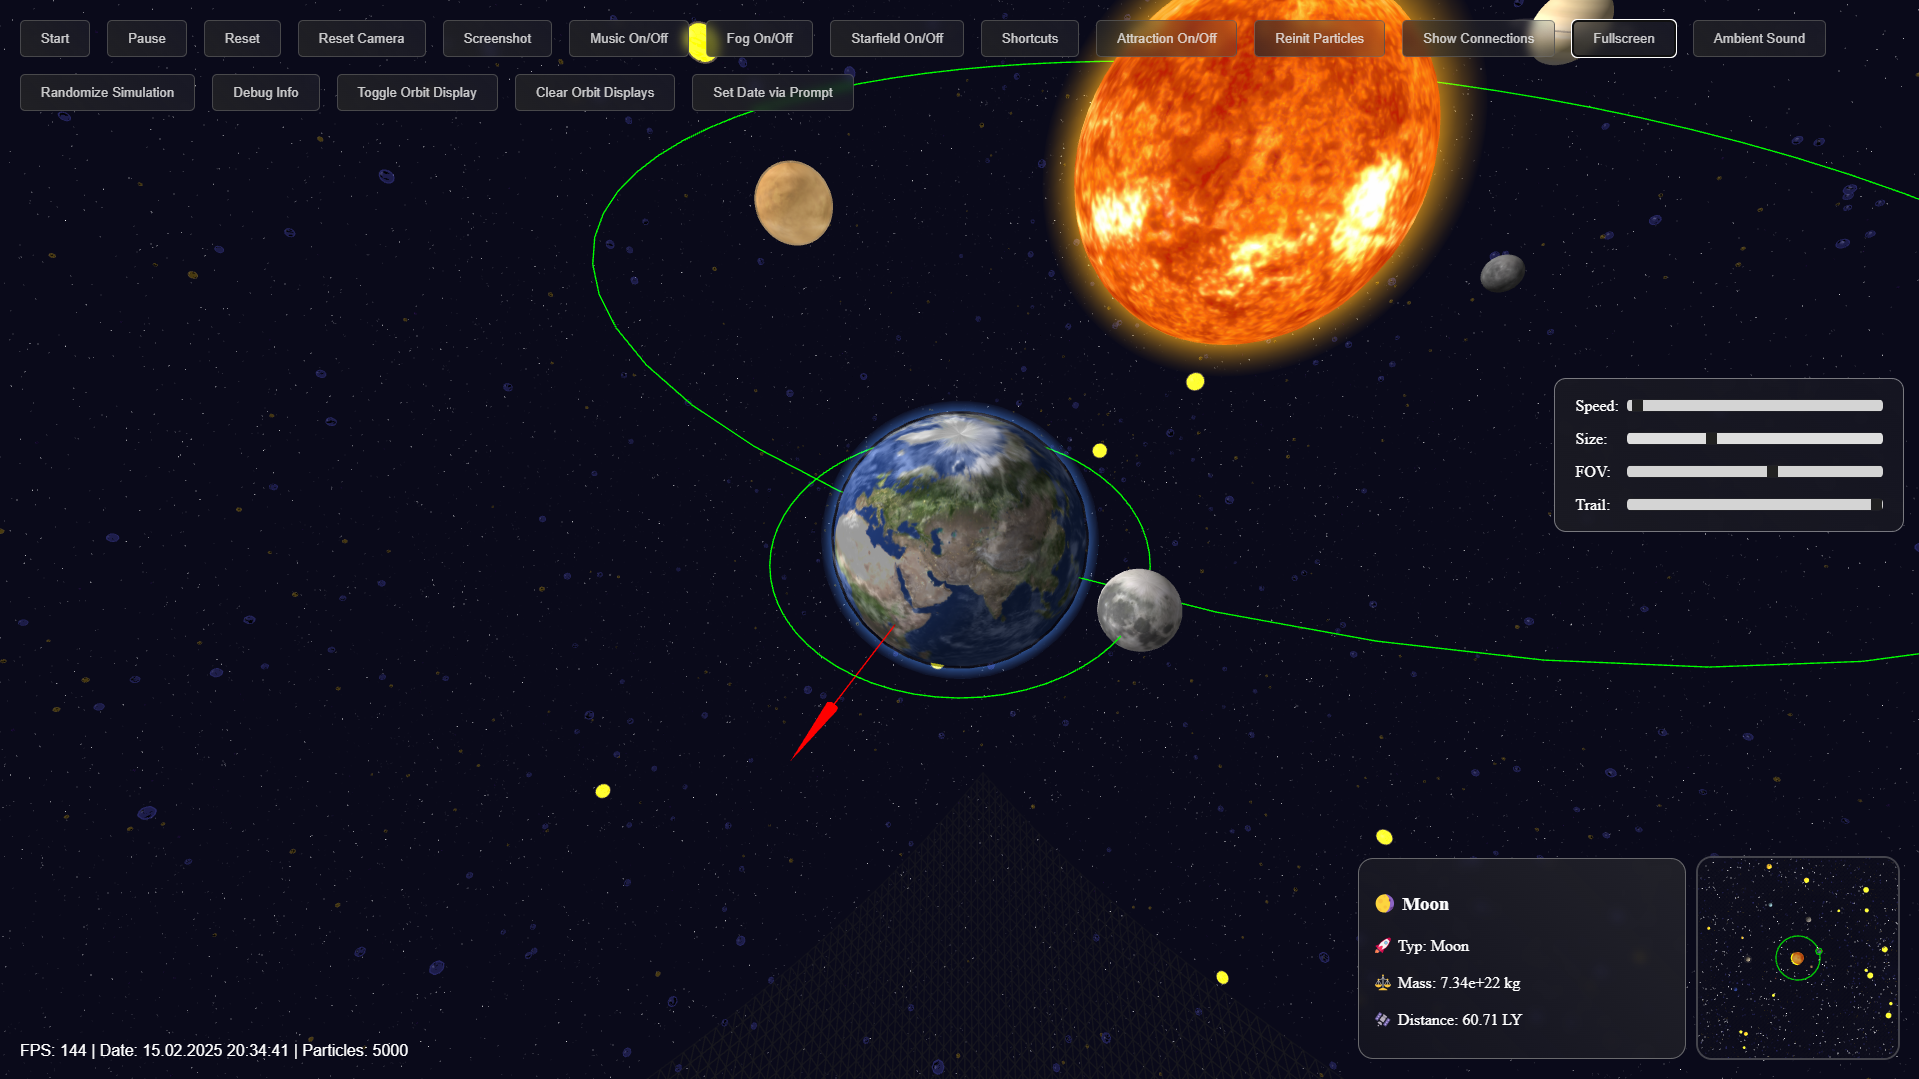 Start Pause Reset Reset Camera Screenshot Music On/Off Fog On/Off Starfield On/Off Shortcuts Attraction On/Off Reinit Particles Show Connections Fullscreen Ambient Sound
Randomize Simulation Debug Info Toggle Orbit Display Clear Orbit Displays Set Date via Prompt
Speed:
Size:
FOV:
Trail:
Moon
Typ: Moon
Mass: 7.34e+22 kg
Distance: 60.71 LY
FPS: 144 | Date: 15.02.2025 20:34:41 | Particles: 5000